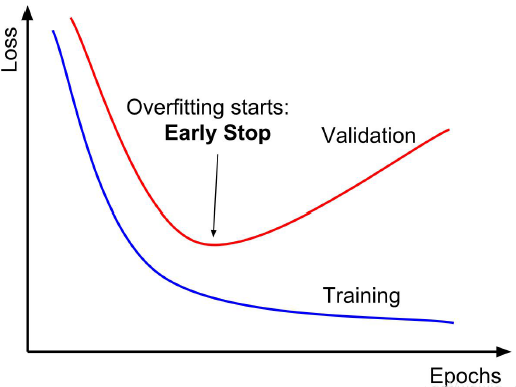 Loss
Overfitting starts:
Early Stop
Validation
Training
Epochs